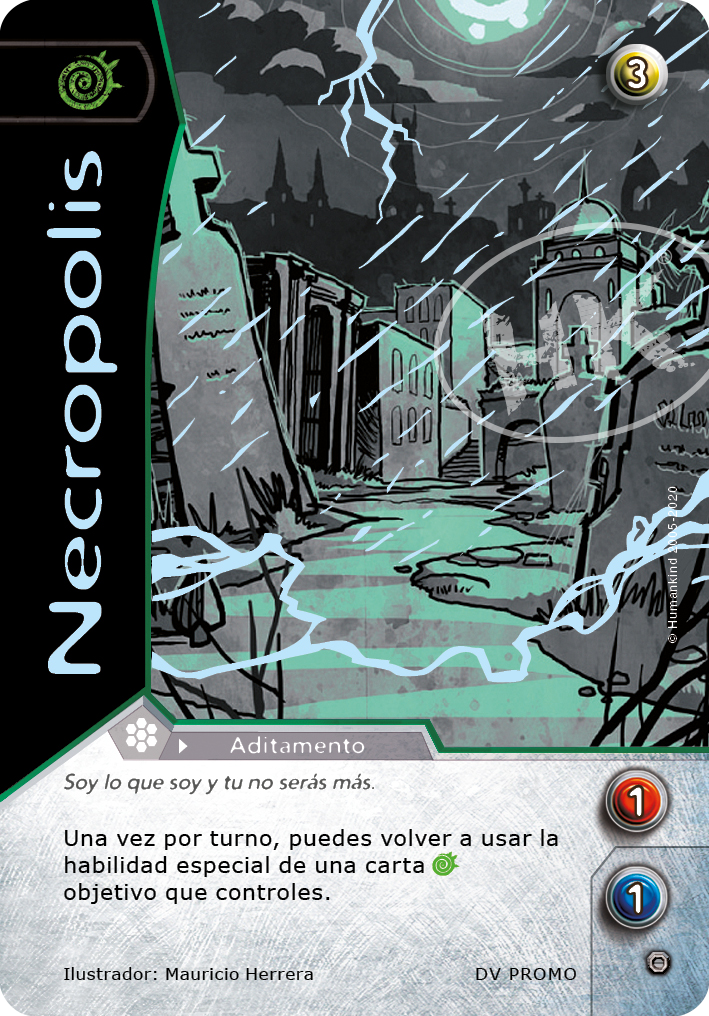 3
Necropolis
HK
®
© Humankind 2005-2020
Aditamento
Soy lo que soy y tu no serás más.
1
Una vez por turno, puedes volver a usar la
habilidad especial de una carta
objetivo que controles.
1
Ilustrador: Mauricio Herrera
DV PROMO